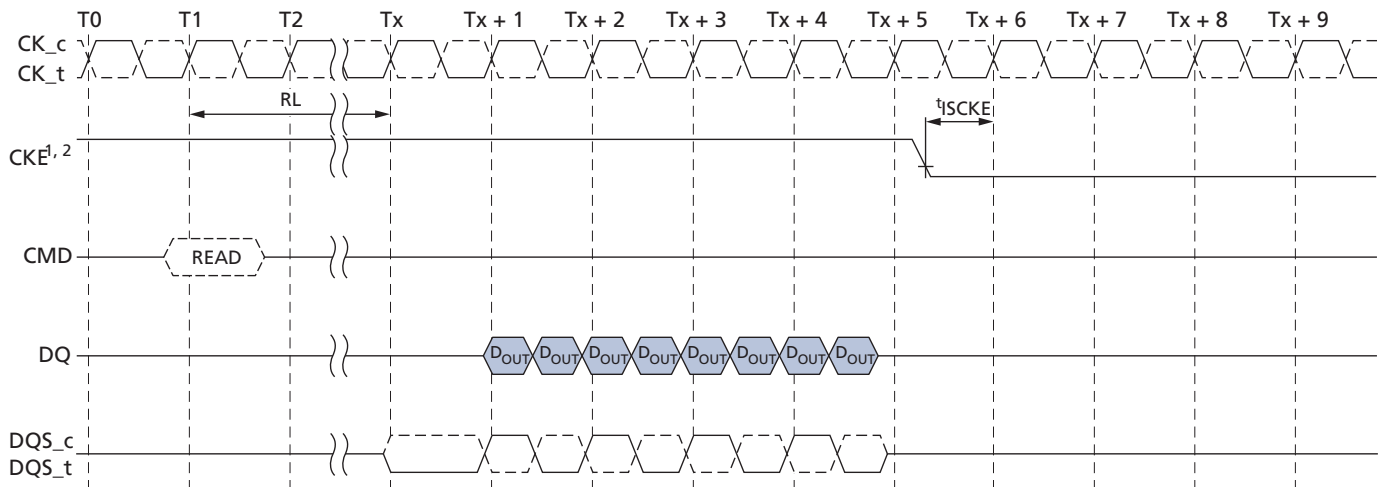 T0 T1 T2 Tx Tx + 1 Tx + 2 Tx + 3 Tx + 4 Tx + 5 Tx + 6 Tx + 7 Tx + 8 Tx + 9
CK_c
CK_t
RL
tISCKE
CKE1, 2
CMD READ
DQ DOUT DOUT DOUT DOUT DOUT DOUT DOUT DOUT
DQS_c
DQS_t